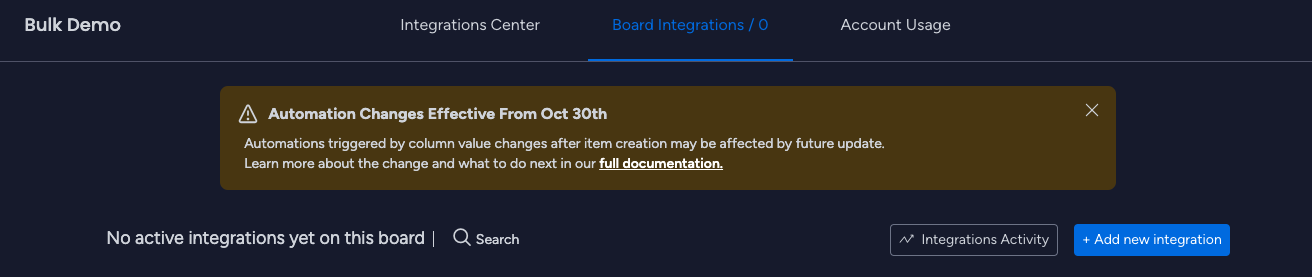 Bulk Demo
Integrations Center
Board Integrations / 0
Account Usage
Automation Changes Effective From Oct 30th
Automations triggered by column value changes after item creation may be affected by future update.
Learn more about the change and what to do next in our full documentation.
No active integrations yet on this board
Search
Integrations Activity
+ Add new integration